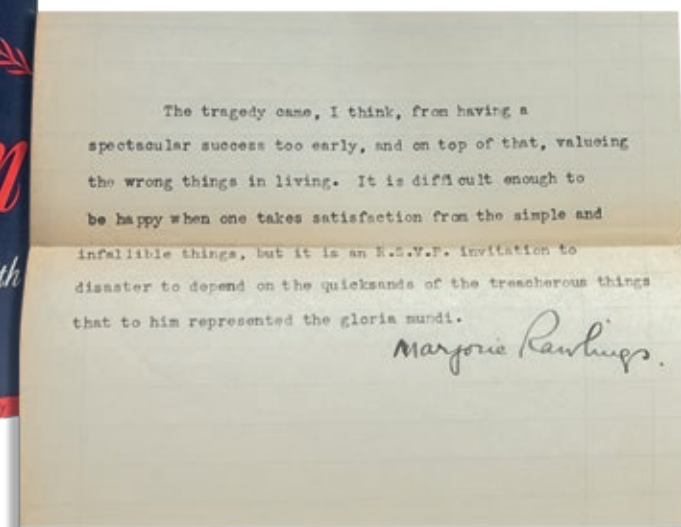 n
th
The tragedy came, I think, from having a
spectacular success too early, and on top of that, valueing
the wrong things in living. It is difficult enough to
be happy when one takes satisfaction from the simple and
infallible things, but it is an R.S.V.P. invitation to
disaster to depend on the quicksands of the treacherous things
that to him represented the gloria mundi.
Marjorie Rawlings.